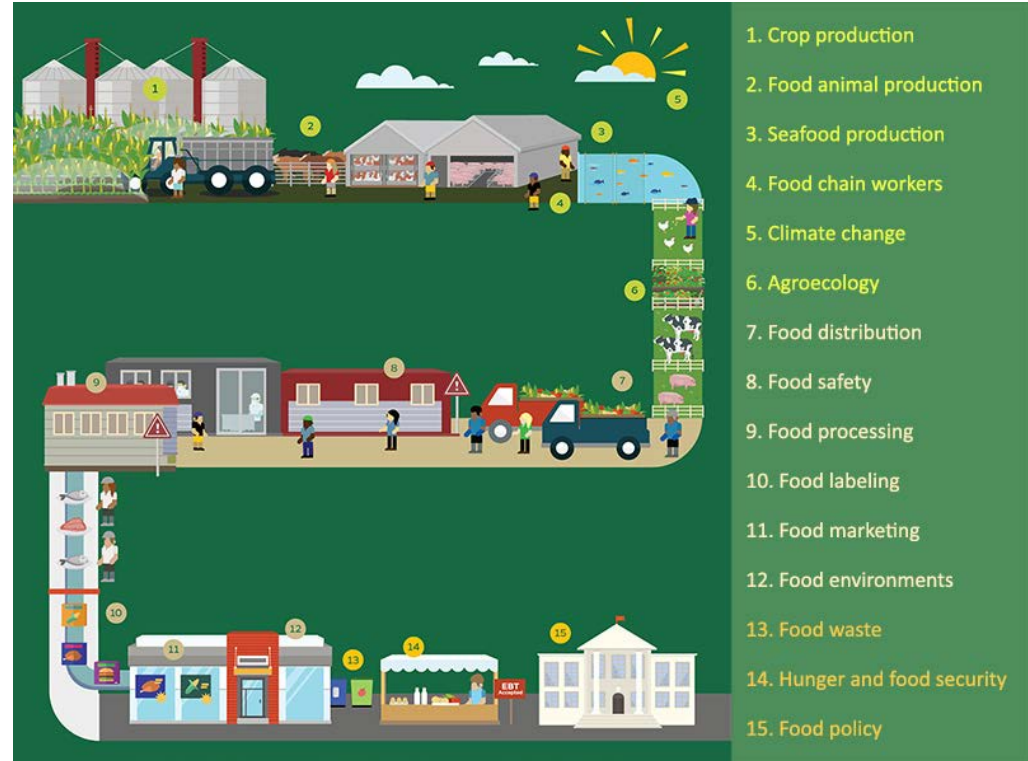 1. Crop production
2. Food animal production
3. Seafood production
4. Food chain workers
5. Climate change
6. Agroecology
7. Food distribution
8. Food safety
9. Food processing
10. Food labeling
11. Food marketing
12. Food environments
13. Food waste
14. Hunger and food security
15. Food policy
1
2
3
5
4
6
9
8
7
10
11
12
13
14
15
EBT
Accepted